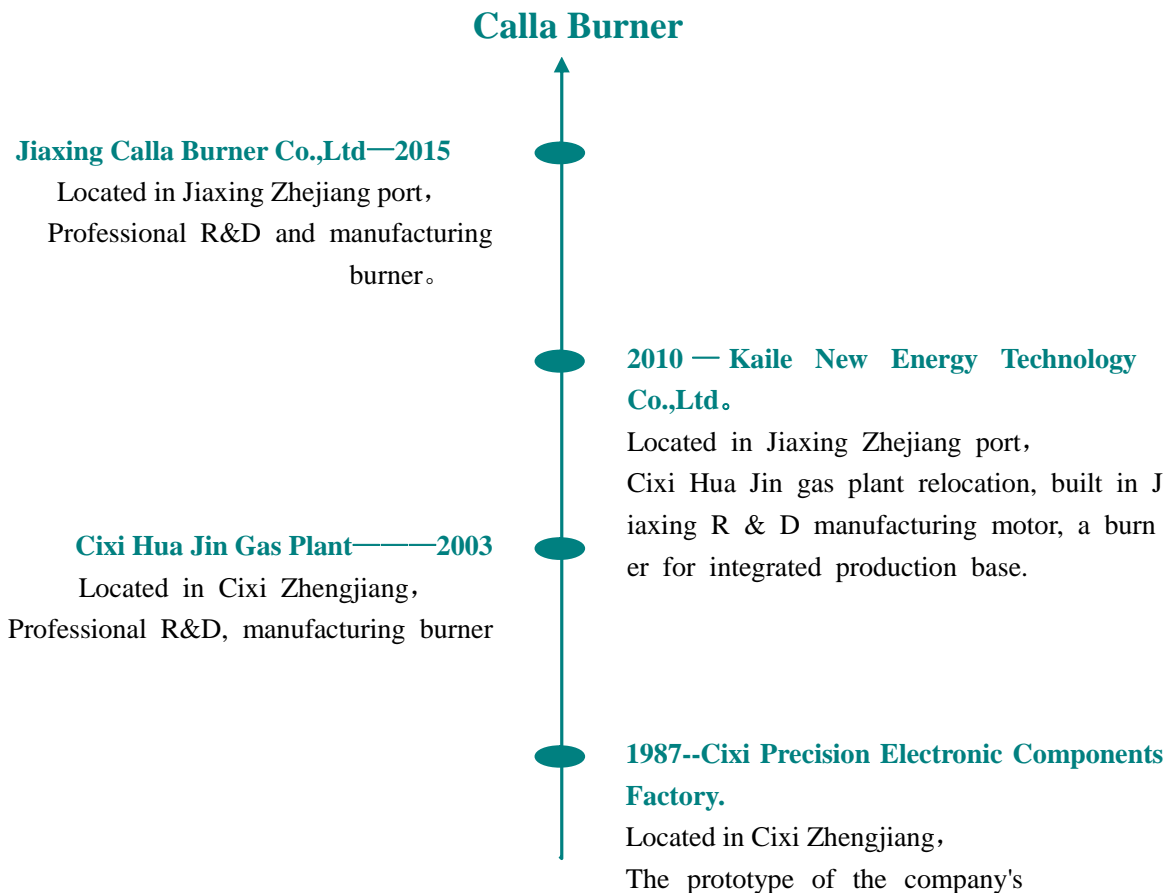 Calla Burner
Jiaxing Calla Burner Co.,Ltd—2015
Located in Jiaxing Zhejiang port，
Professional R&D and manufacturing
burner。
2010 — Kaile New Energy Technology
Co.,Ltd。
Located in Jiaxing Zhejiang port，
Cixi Hua Jin gas plant relocation, built in J
iaxing R & D manufacturing motor, a burn
er for integrated production base.
Cixi Hua Jin Gas Plant———2003
Located in Cixi Zhengjiang，
Professional R&D, manufacturing burner
1987--Cixi Precision Electronic Components
Factory.
Located in Cixi Zhengjiang，
The prototype of the company's